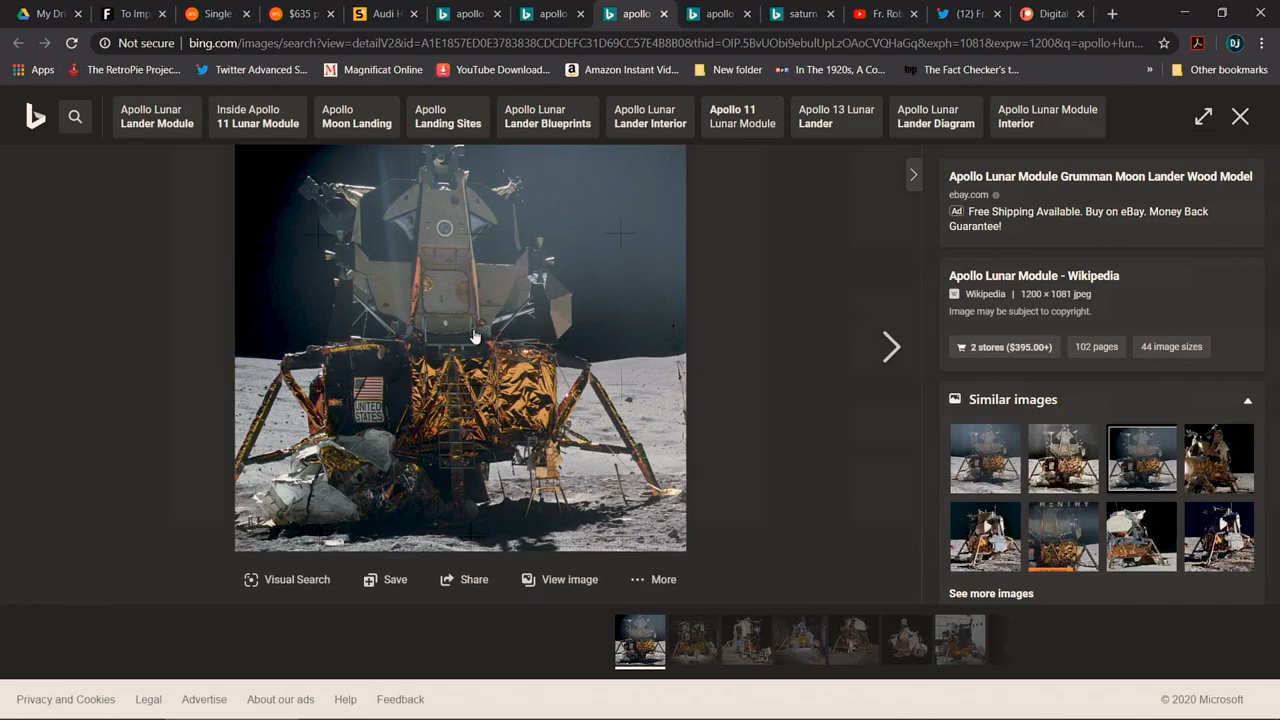 My Dri
To Imp
Single
$635 p
Audi H
apollo
apollo
apollo
apollo
saturn
Fr. Rob
(12) Fr
Digital
Not secure
bing.com/images/search?view=detailV2&id=A1E1857ED0E3783838CDCDEFC31D69CC57E4B8B0&thid=OIP.5BvUObi9ebulUpLzOAoCVQHaGq&exph=1081&expw=1200&q=apollo+lun...
DJ
Apps
The RetroPie Projec...
Twitter Advanced S...
Magnificat Online
YouTube Download...
Amazon Instant Vid...
New folder
In The 1920s, A Co...
The Fact Checker's t...
»
Other bookmarks
Apollo Lunar
Lander Module
Inside Apollo
11 Lunar Module
Apollo
Moon Landing
Apollo
Landing Sites
Apollo Lunar
Lander Blueprints
Apollo Lunar
Lander Interior
Apollo 11
Lunar Module
Apollo 13 Lunar
Lander
Apollo Lunar
Lander Diagram
Apollo Lunar Module
Interior
UNITED
STATES
Visual Search
Save
Share
View image
More
Apollo Lunar Module Grumman Moon Lander Wood Model
ebay.com
Ad Free Shipping Available. Buy on eBay. Money Back
Guarantee!
Apollo Lunar Module - Wikipedia
W Wikipedia | 1200 × 1081 jpeg
Image may be subject to copyright.
2 stores ($395.00+)
102 pages
44 image sizes
Similar images
See more images
Privacy and Cookies
Legal
Advertise
About our ads
Help
Feedback
© 2020 Microsoft